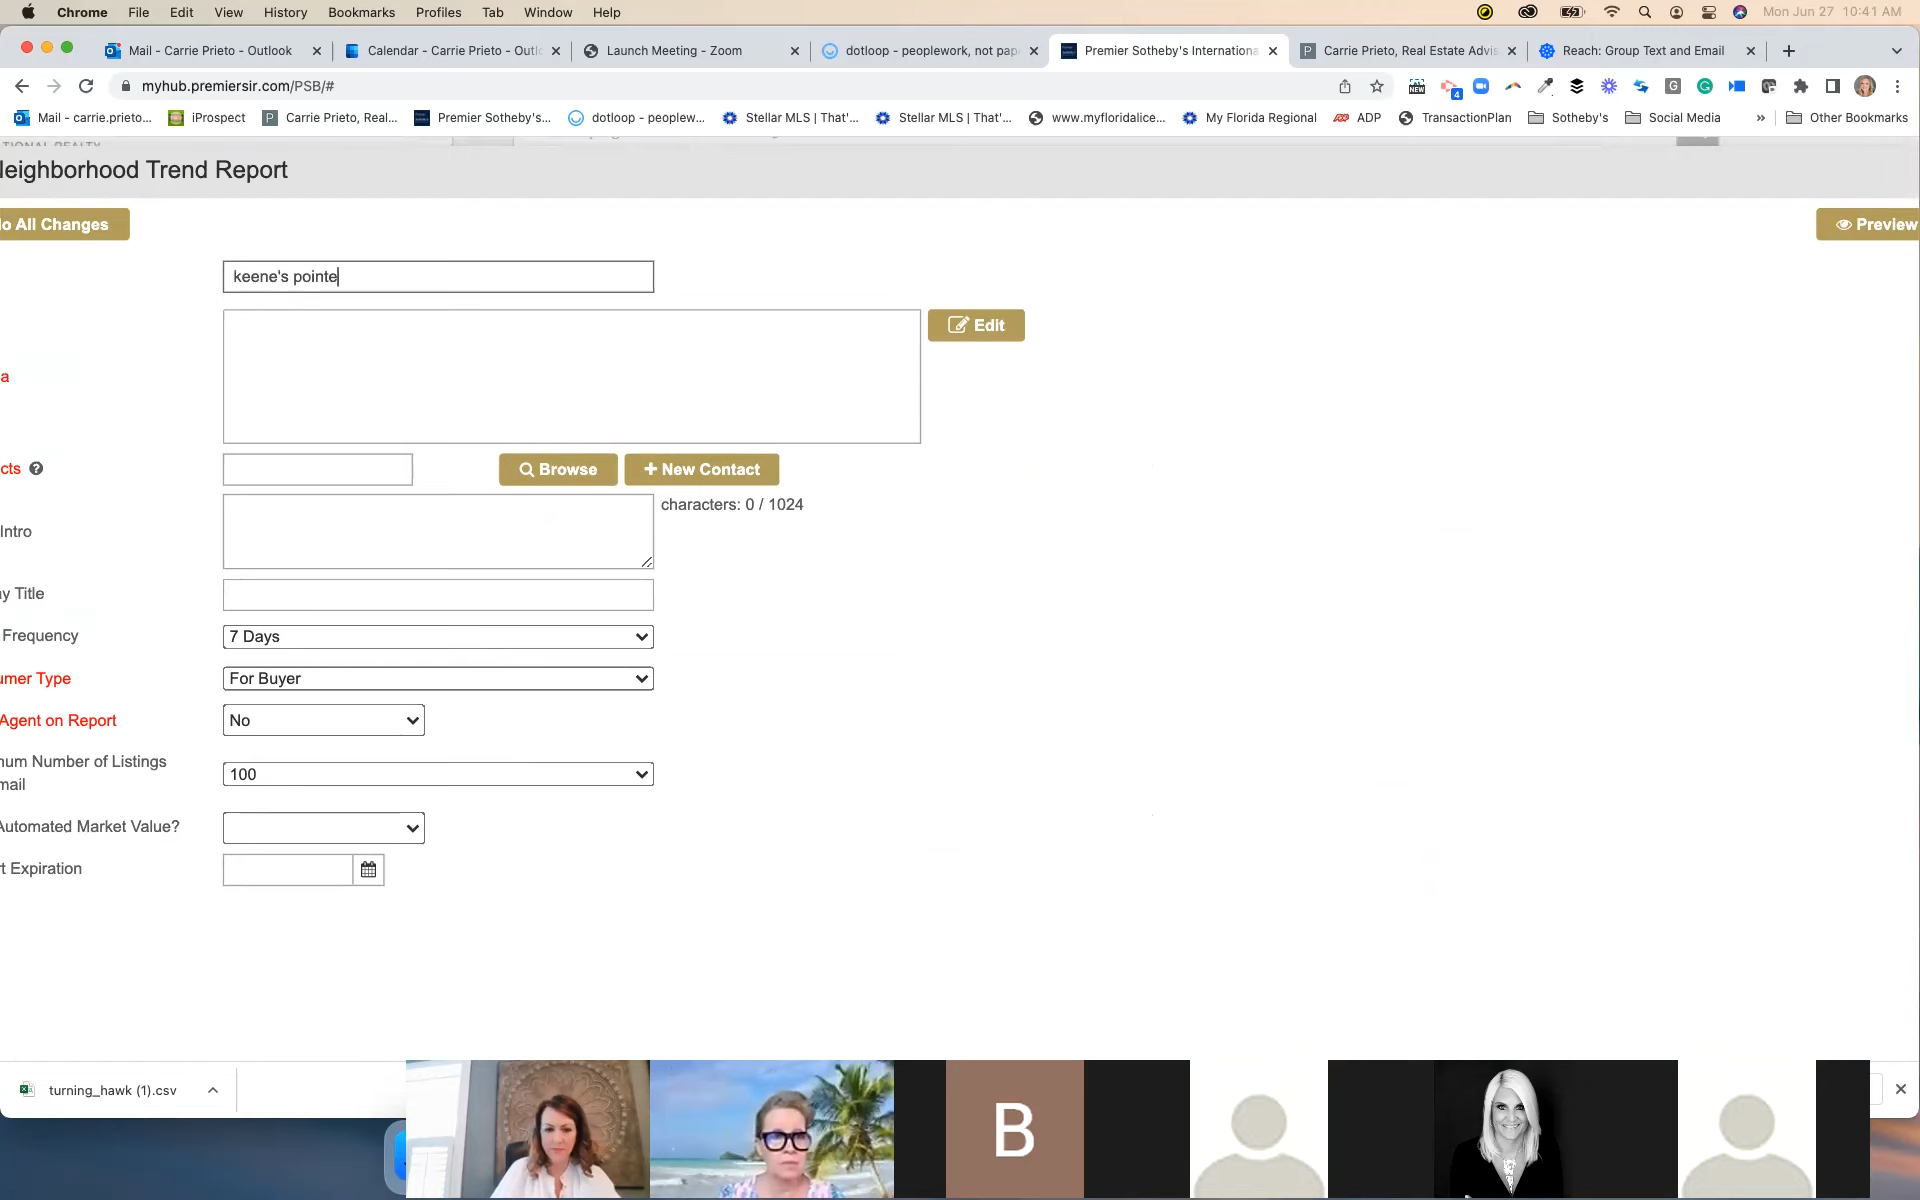 Chrome File Edit View History Bookmarks Profiles Tab Window Help Mon Jun 27 10:41 AM
Mail - Carrie Prieto - Outlook Calendar - Carrie Prieto - Outl Launch Meeting - Zoom dotloop - peoplework, not pap Premier Sotheby's Internationa Carrie Prieto, Real Estate Advis Reach: Group Text and Email
myhub.premiersir.com/PSB/# NEW 4 G
Mail - carrie.prieto... iProspect Carrie Prieto, Real... Premier Sotheby's... dotloop - peoplew... Stellar MLS | That'... Stellar MLS | That'... www.myfloridalice... My Florida Regional ADP TransactionPlan Sotheby's Social Media » Other Bookmarks
eighborhood Trend Report
o All Changes Preview
keene's pointe
Edit
a
cts ? Browse + New Contact
characters: 0 / 1024
Intro
y Title
Frequency 7 Days
umer Type For Buyer
Agent on Report No
num Number of Listings
mail
100
Automated Market Value?
t Expiration
turning_hawk (1).csv
B